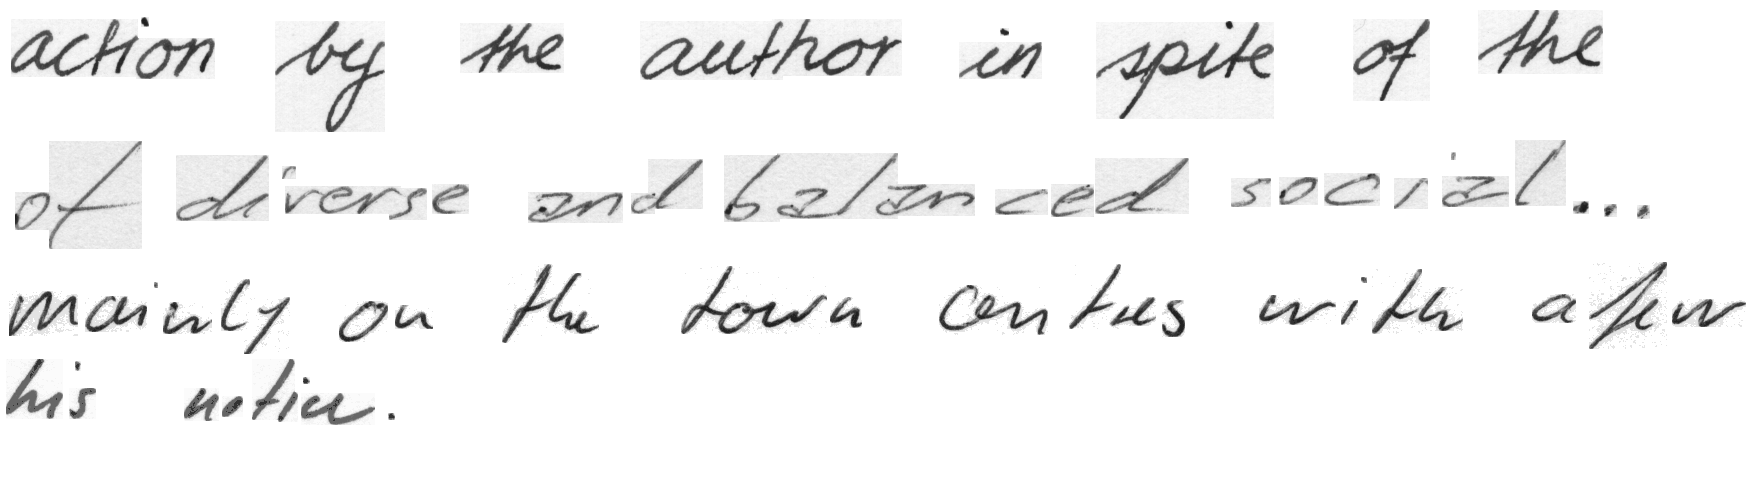 action by the author in spite of the
of diverse and balanced social...
mainly on the town centres with a few
his notice.